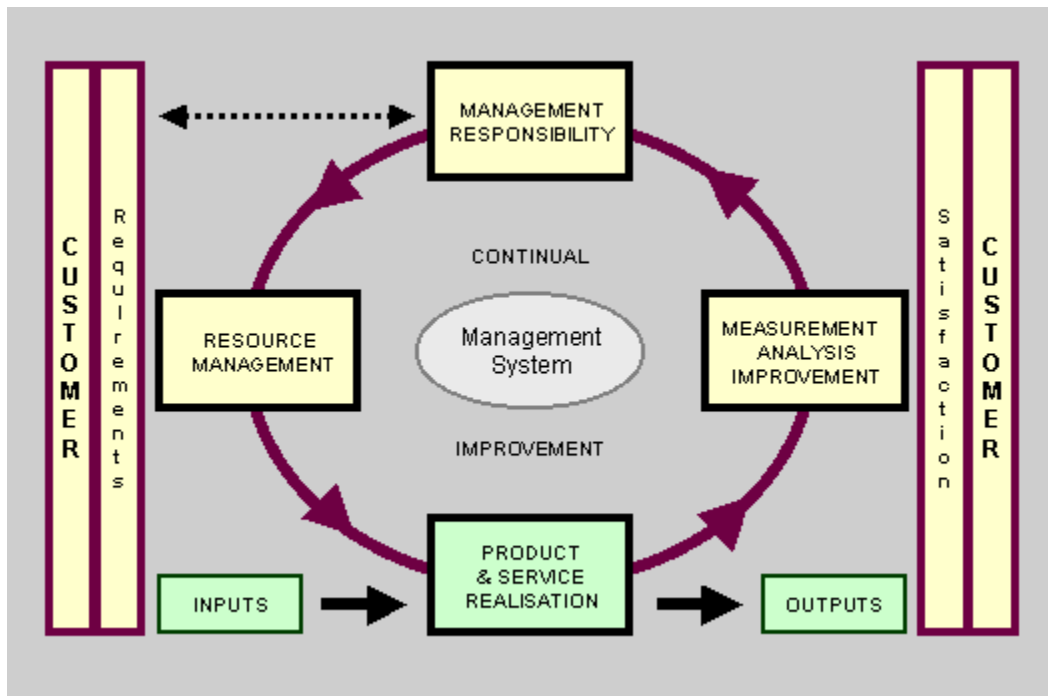 CUSTOMER
Requirements
MANAGEMENT
RESPONSIBILITY
CONTINUAL
RESOURCE
MANAGEMENT
Management
System
MEASUREMENT
ANALYSIS
IMPROVEMENT
IMPROVEMENT
INPUTS
PRODUCT
& SERVICE
REALISATION
OUTPUTS
Satisfaction
CUSTOMER